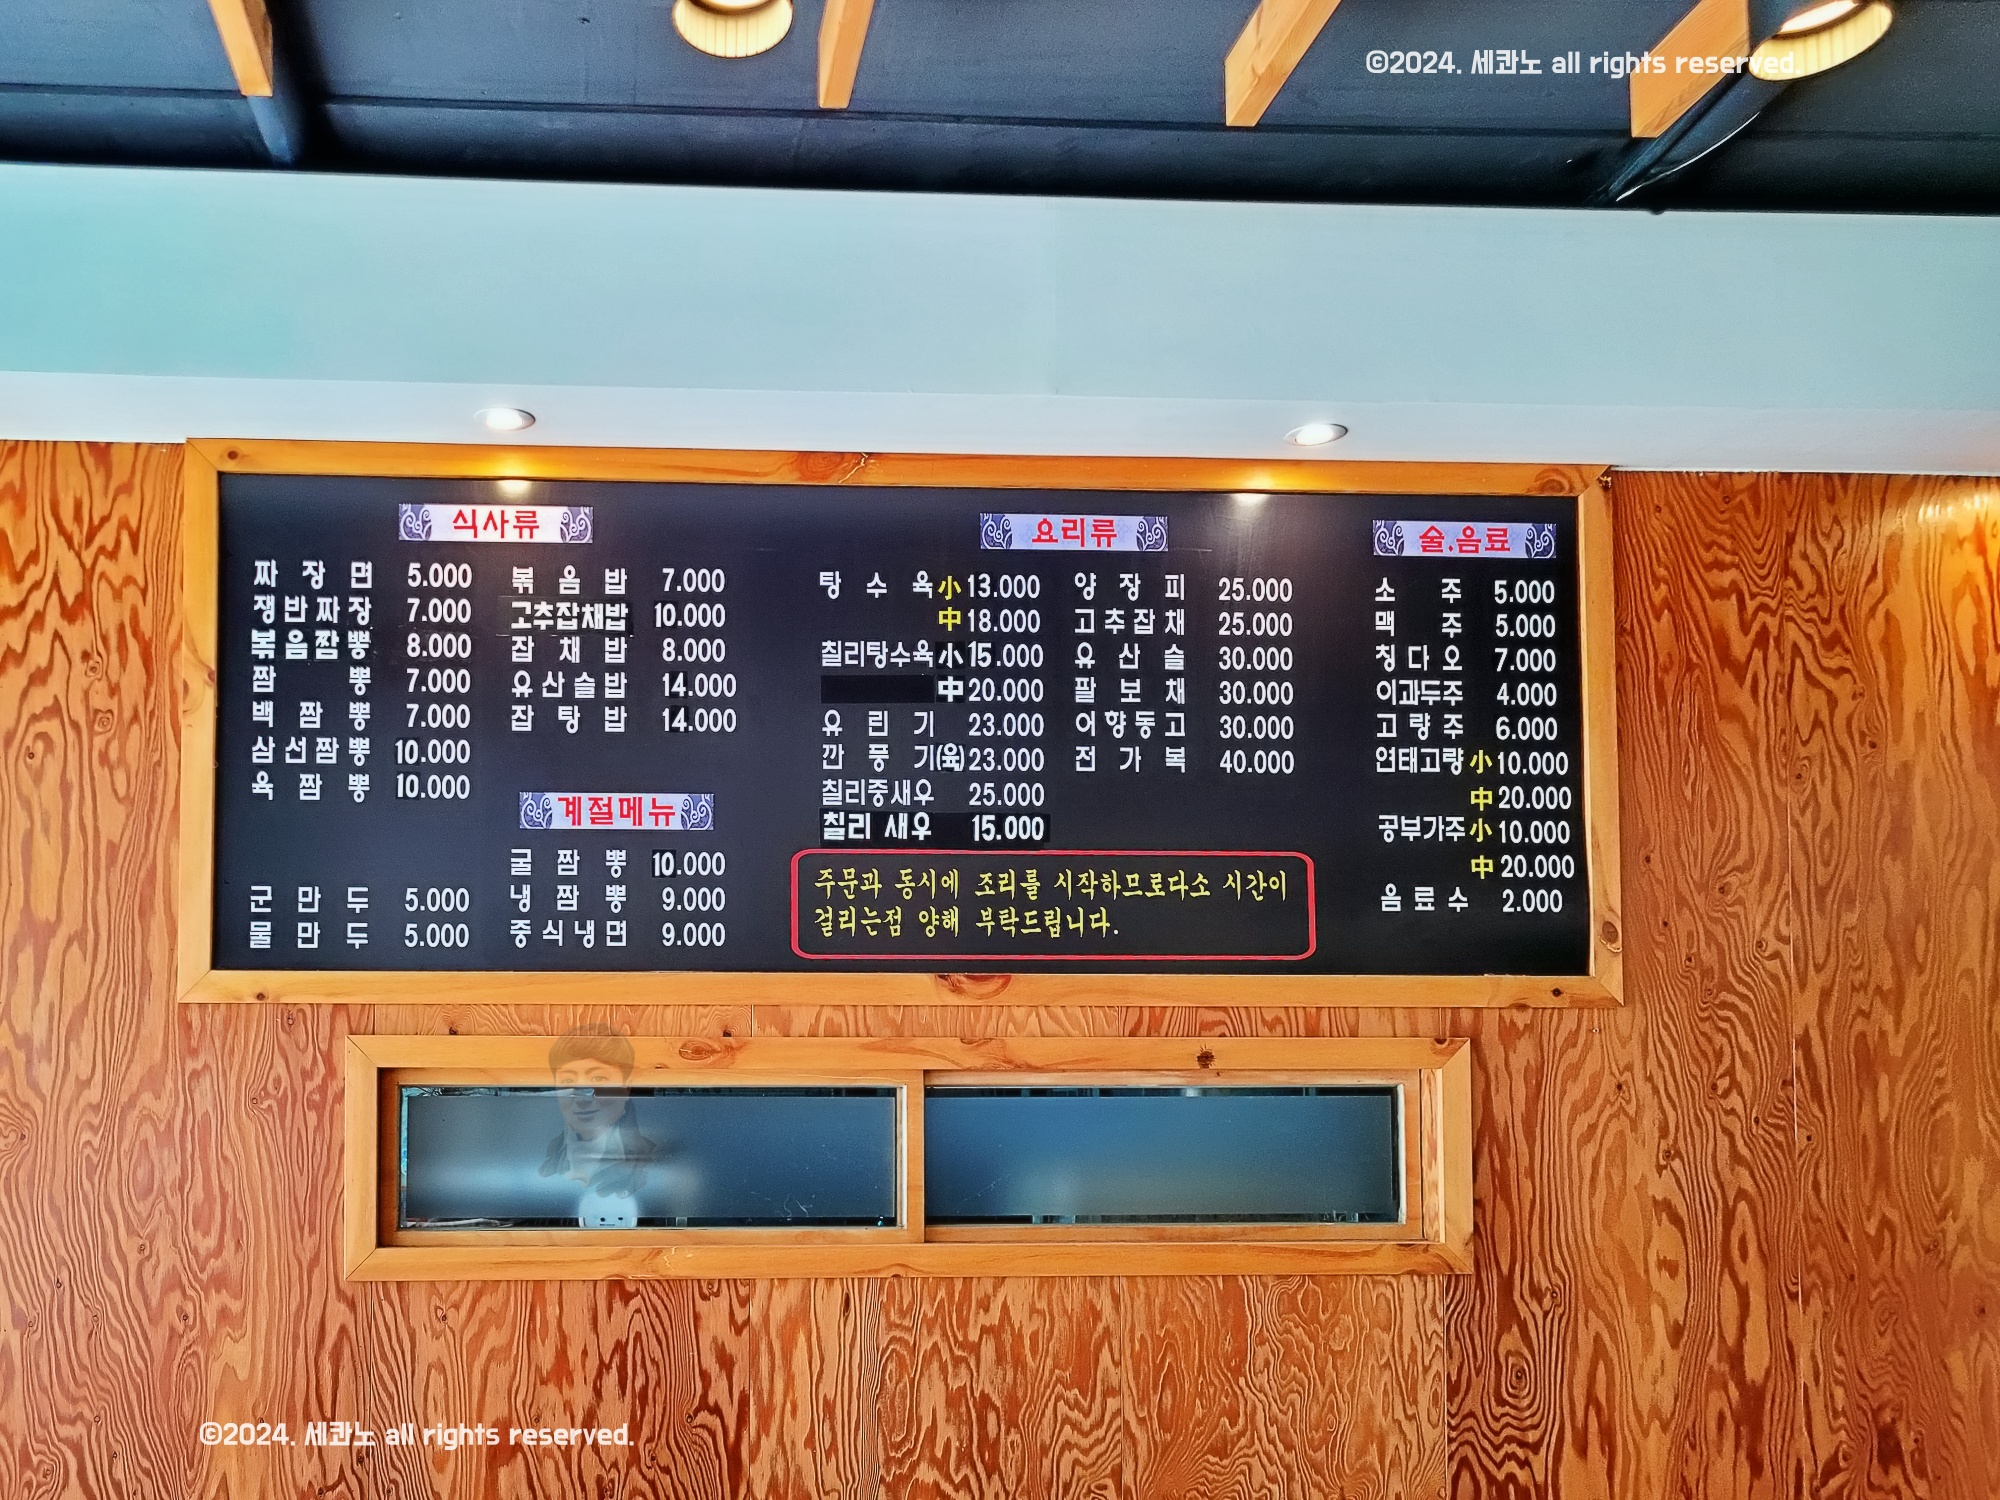 ©2024. 세콴노 all rights reserved.
식사류
짜장면 5.000
쟁반짜장 7.000
볶음짬뽕 8.000
짬뽕 7.000
백짬뽕 7.000
삼선짬뽕 10.000
육짬뽕 10.000
군만두 5.000
물만두 5.000
볶음밥 7.000
고추잡채밥 10.000
잡채밥 8.000
유산슬밥 14.000
잡탕밥 14.000
계절메뉴
굴짬뽕 10.000
냉짬뽕 9.000
중식냉면 9.000
요리류
탕수육 小 13.000
中 18.000
칠리탕수육 小 15.000
中 20.000
유린기 23.000
깐풍기(육) 23.000
칠리중새우 25.000
칠리 새우 15.000
양장피 25.000
고추잡채 25.000
유산슬 30.000
팔보채 30.000
어향동고 30.000
전가복 40.000
주문과 동시에 조리를 시작하므로다소 시간이
걸리는점 양해 부탁드립니다.
술.음료
소주 5.000
맥주 5.000
칭다오 7.000
이과두주 4.000
고량주 6.000
연태고량 小 10.000
中 20.000
공부가주 小 10.000
中 20.000
음료수 2.000
©2024. 세콴노 all rights reserved.